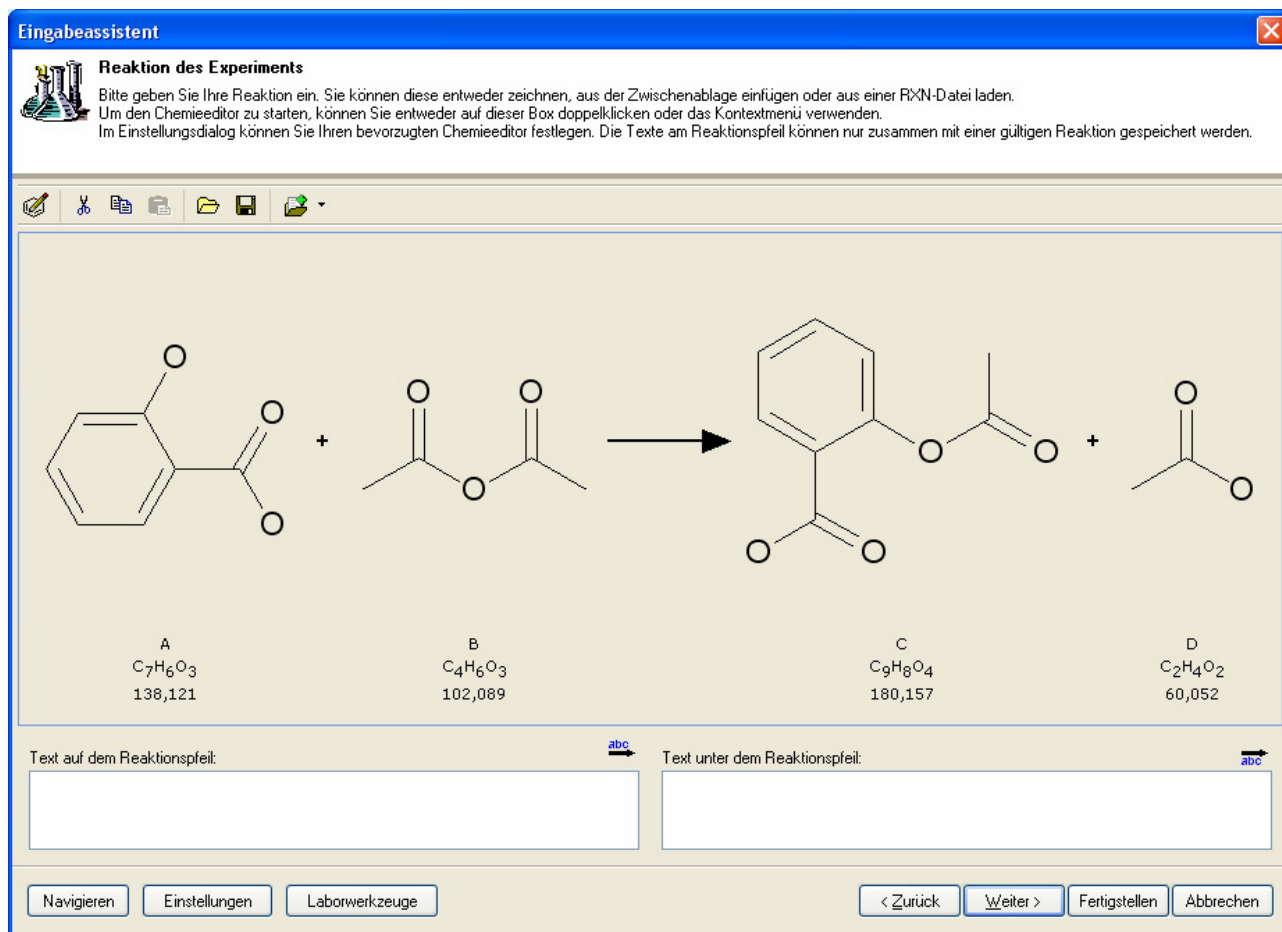 Eingabeassistent
Reaktion des Experiments
Bitte geben Sie Ihre Reaktion ein. Sie können diese entweder zeichnen, aus der Zwischenablage einfügen oder aus einer RXN-Datei laden.
Um den Chemieeditor zu starten, können Sie entweder auf dieser Box doppelklicken oder das Kontextmenü verwenden.
Im Einstellungsdialog können Sie Ihren bevorzugten Chemieeditor festlegen. Die Texte am Reaktionspfeil können nur zusammen mit einer gültigen Reaktion gespeichert werden.
O O O + O O O O O + O O
O O O
A B C D
C7H6O3 C4H6O3 C9H8O4 C2H4O2
138,121 102,089 180,157 60,052
Text auf dem Reaktionspfeil: abc Text unter dem Reaktionspfeil: abc
Navigieren Einstellungen Laborwerkzeuge < Zurück Weiter > Fertigstellen Abbrechen